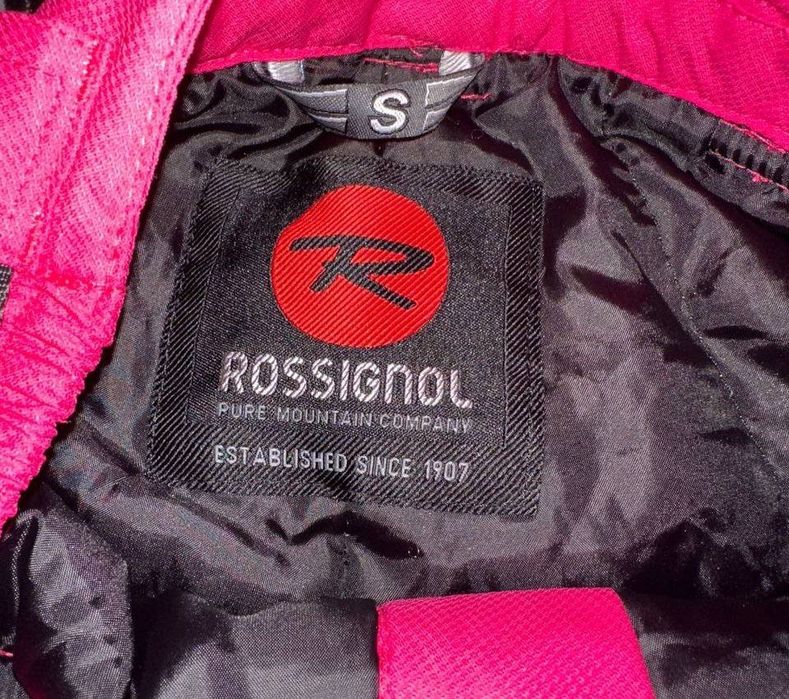 S
R
ROSSIGNOL
PURE MOUNTAIN COMPANY
ESTABLISHED SINCE 1907